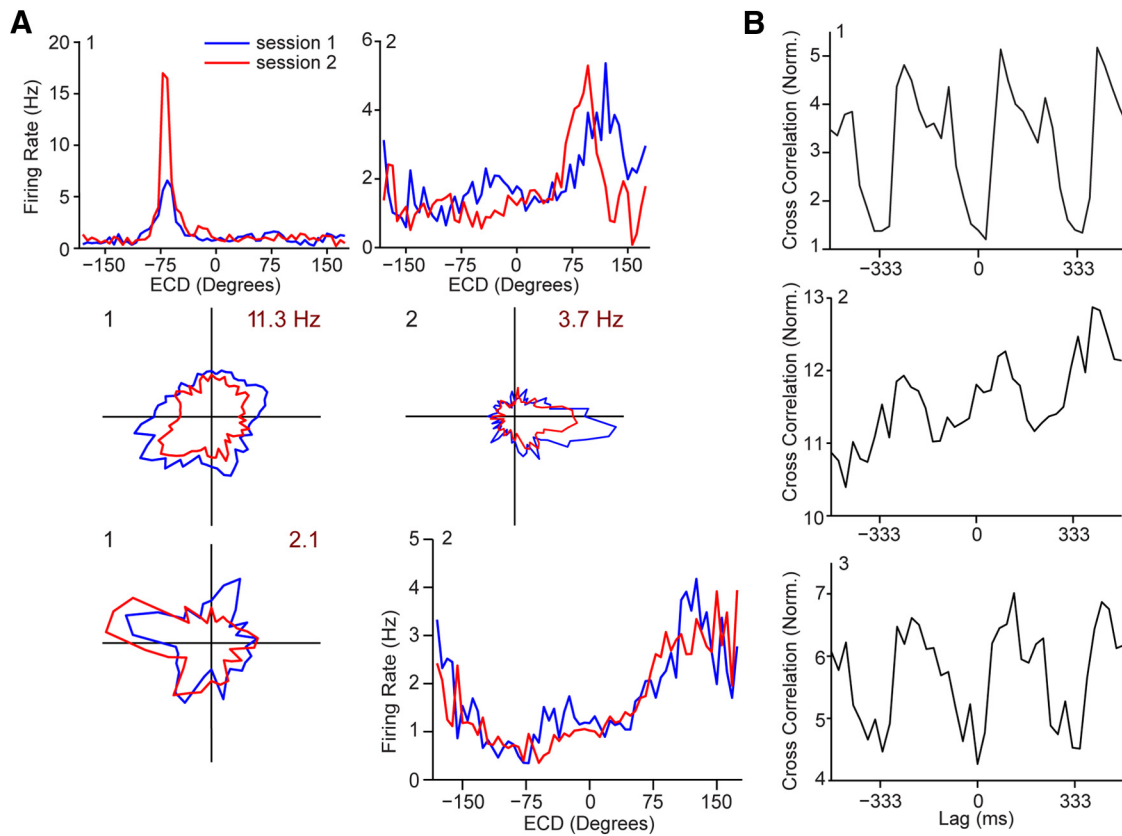 A
20
15
10
5
0
1
session 1
session 2
Firing Rate (Hz)
−150 −75 0 75 150
ECD (Degrees)
6
4
2
0
2
−150 −75 0 75 150
ECD (Degrees)
1 11.3 Hz
2 3.7 Hz
1 2.1
5
4
3
2
1
0
2
Firing Rate (Hz)
−150 −75 0 75 150
ECD (Degrees)
B
1
5
4
3
2
1
Cross Correlation (Norm.)
−333 0 333
13
12
11
10
2
Cross Correlation (Norm.)
−333 0 333
3
7
6
5
4
Cross Correlation (Norm.)
−333 0 333
Lag (ms)